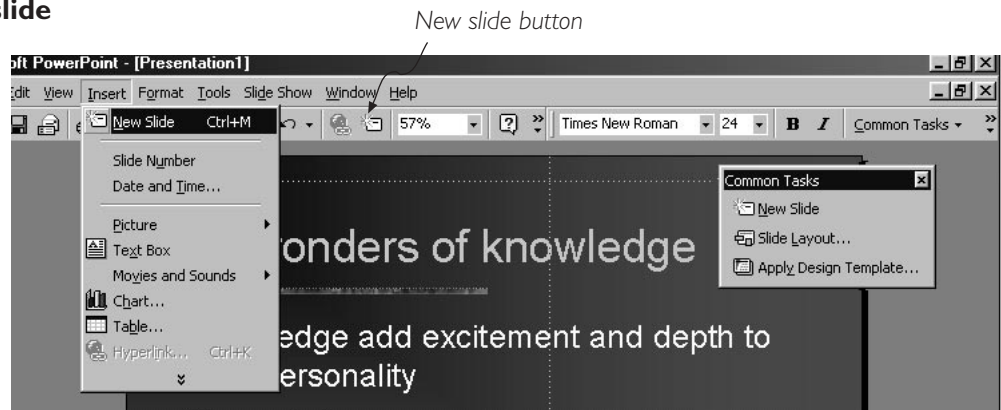 slide
New slide button
oft PowerPoint - [Presentation1]
Edit View Insert Format Tools Slide Show Window Help
57% Times New Roman 24 B I Common Tasks
New Slide Ctrl+M
Slide Number
Date and Time...
Picture
Text Box
Movies and Sounds
Chart...
Table...
Hyperlink... Ctrl+K
Common Tasks
New Slide
Slide Layout...
Apply Design Template...
onders of knowledge
edge add excitement and depth to
ersonality